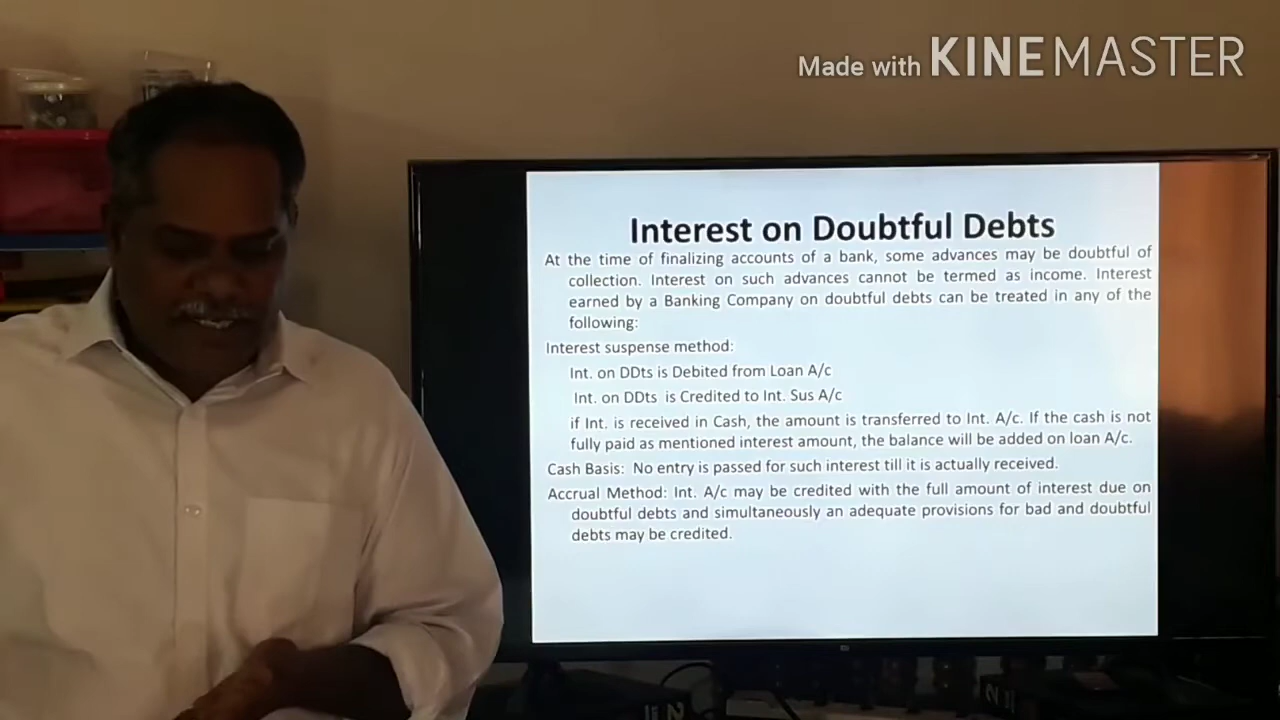 Made with KINEMASTER
Interest on Doubtful Debts
At the time of finalizing accounts of a bank, some advances may be doubtful of
collection. Interest on such advances cannot be termed as income. Interest
earned by a Banking Company on doubtful debts can be treated in any of the
following:
Interest suspense method:
Int. on DDts is Debited from Loan A/c
Int. on DDts is Credited to Int. Sus A/c
if Int. is received in Cash, the amount is transferred to Int. A/c. If the cash is not
fully paid as mentioned interest amount, the balance will be added on loan A/c.
Cash Basis: No entry is passed for such interest till it is actually received.
Accrual Method: Int. A/c may be credited with the full amount of interest due on
doubtful debts and simultaneously an adequate provisions for bad and doubtful
debts may be credited.